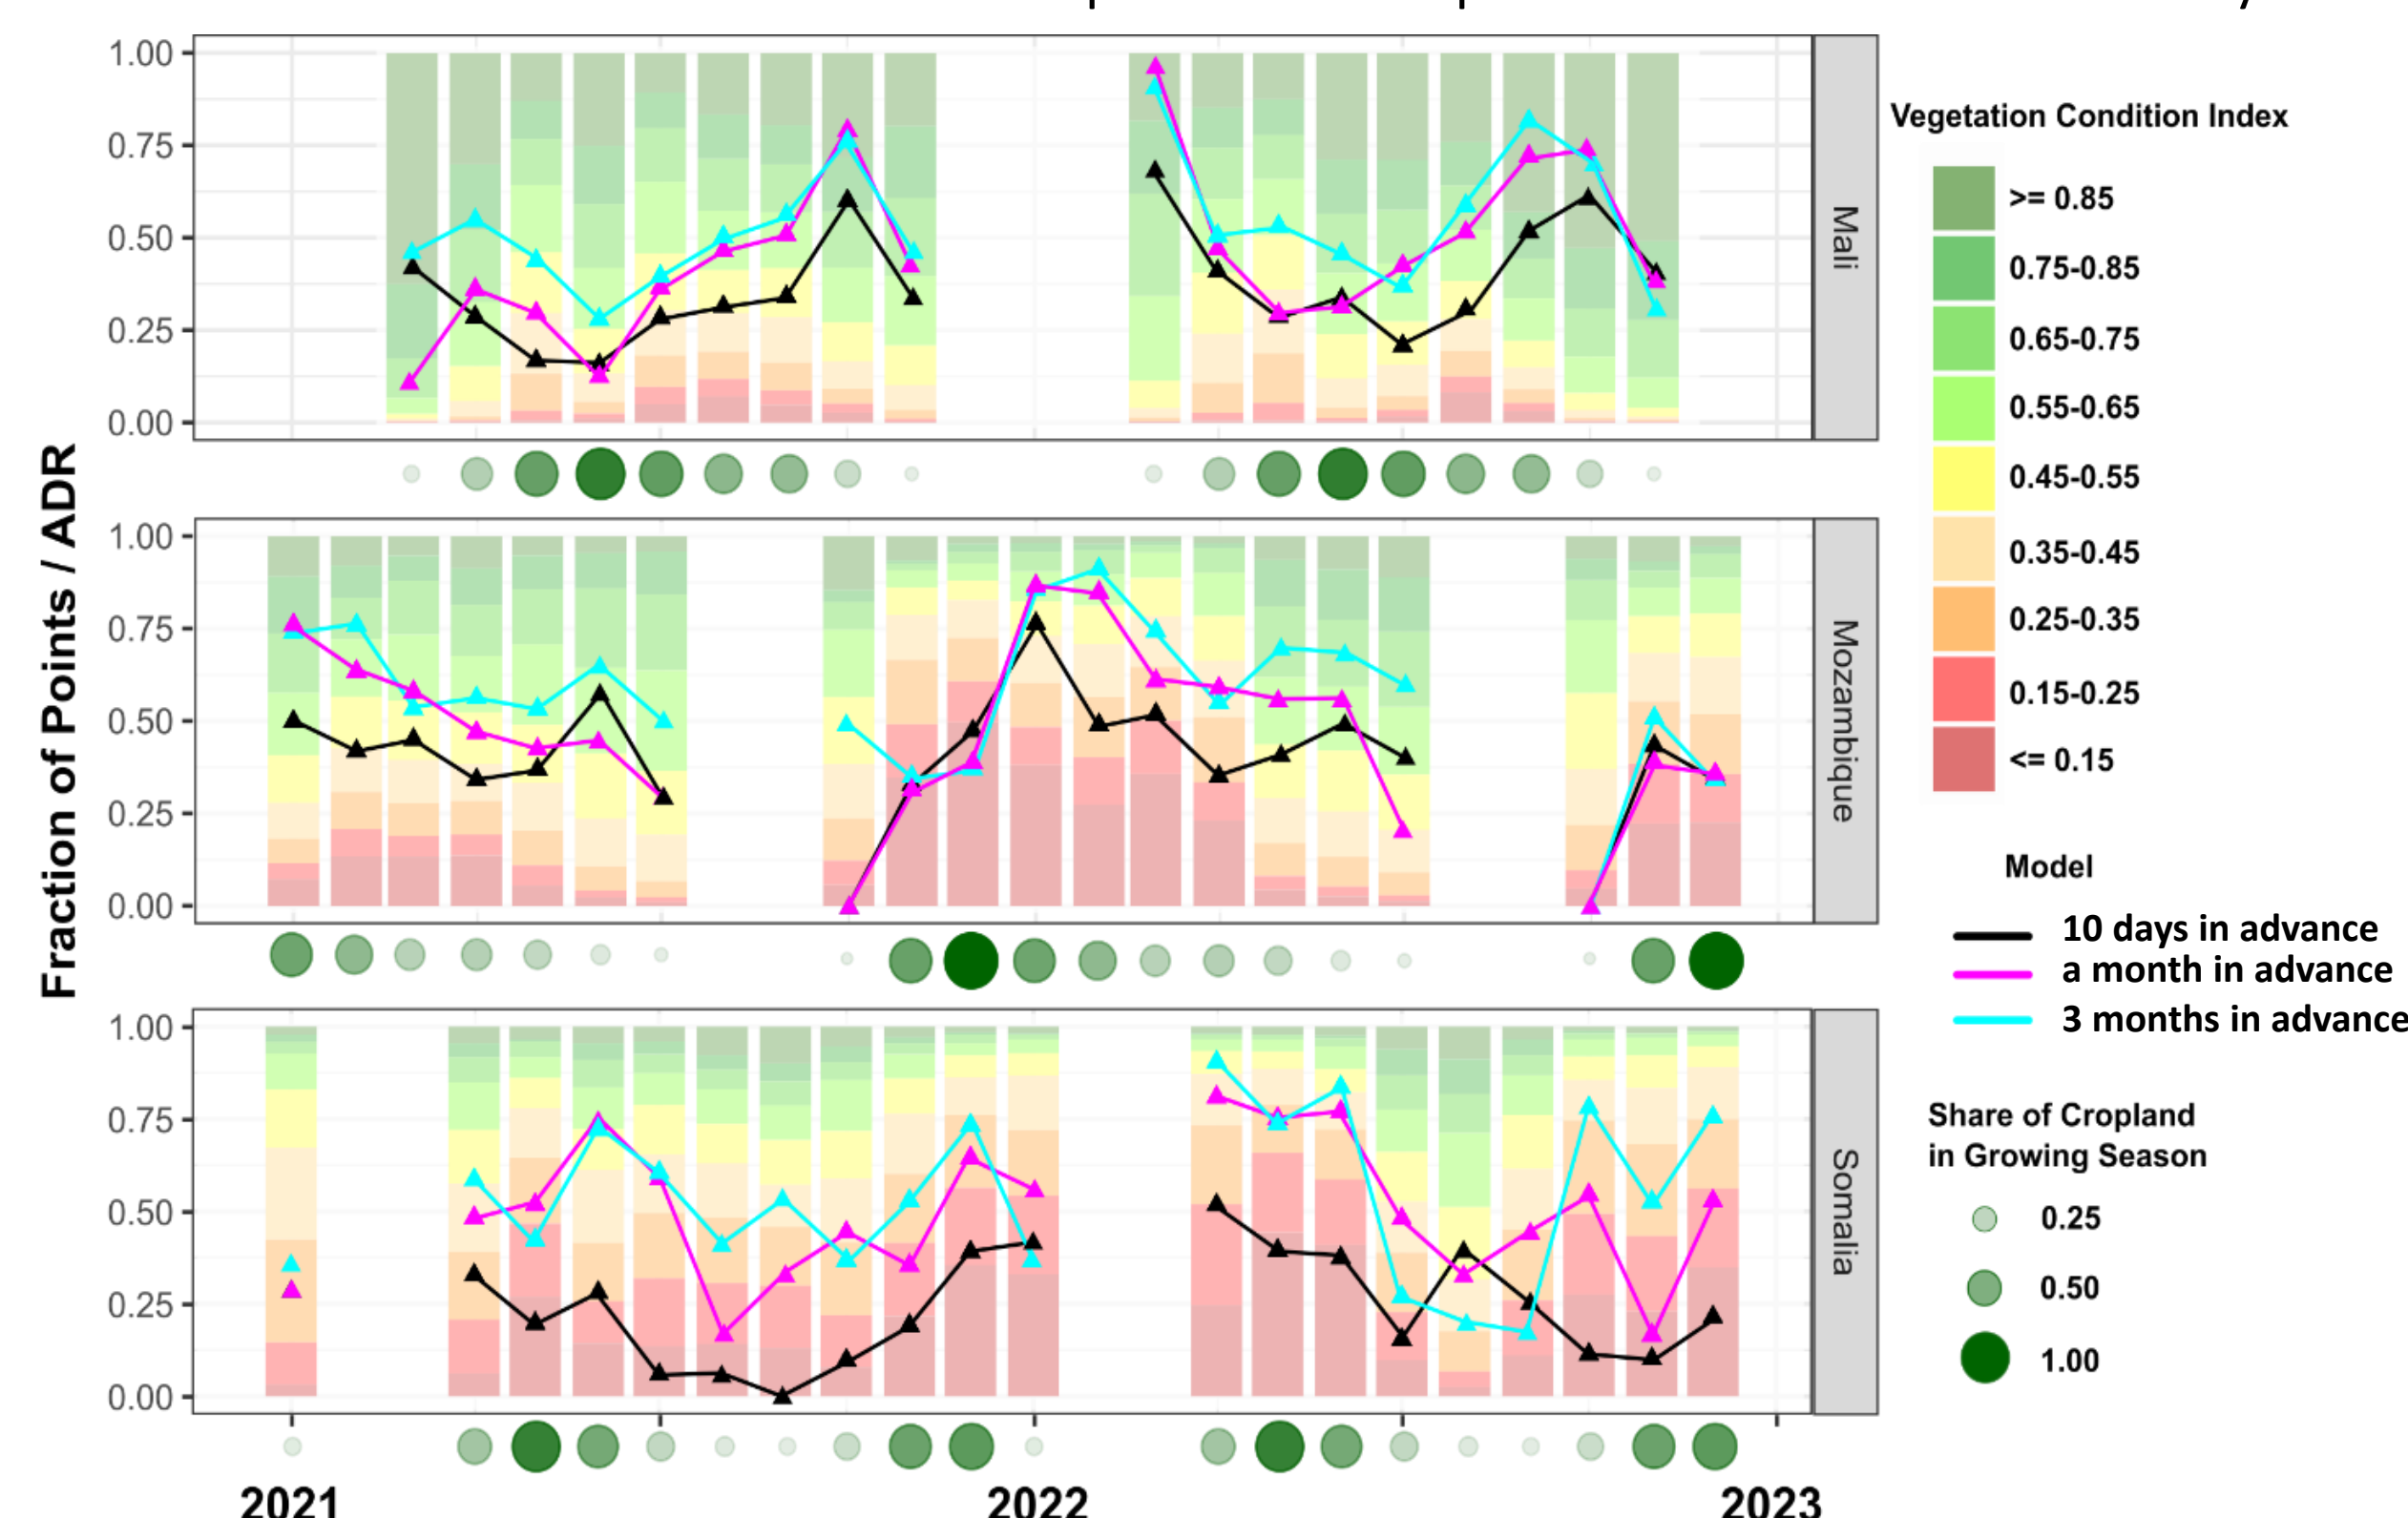 1.00
0.75
0.50
0.25
0.00
Mali
1.00
0.75
0.50
0.25
0.00
Mozambique
1.00
0.75
0.50
0.25
0.00
Somalia
Fraction of Points / ADR
2021 2022 2023
Vegetation Condition Index
>= 0.85
0.75-0.85
0.65-0.75
0.55-0.65
0.45-0.55
0.35-0.45
0.25-0.35
0.15-0.25
<= 0.15
Model
10 days in advance
a month in advance
3 months in advance
Share of Cropland
in Growing Season
0.25
0.50
1.00